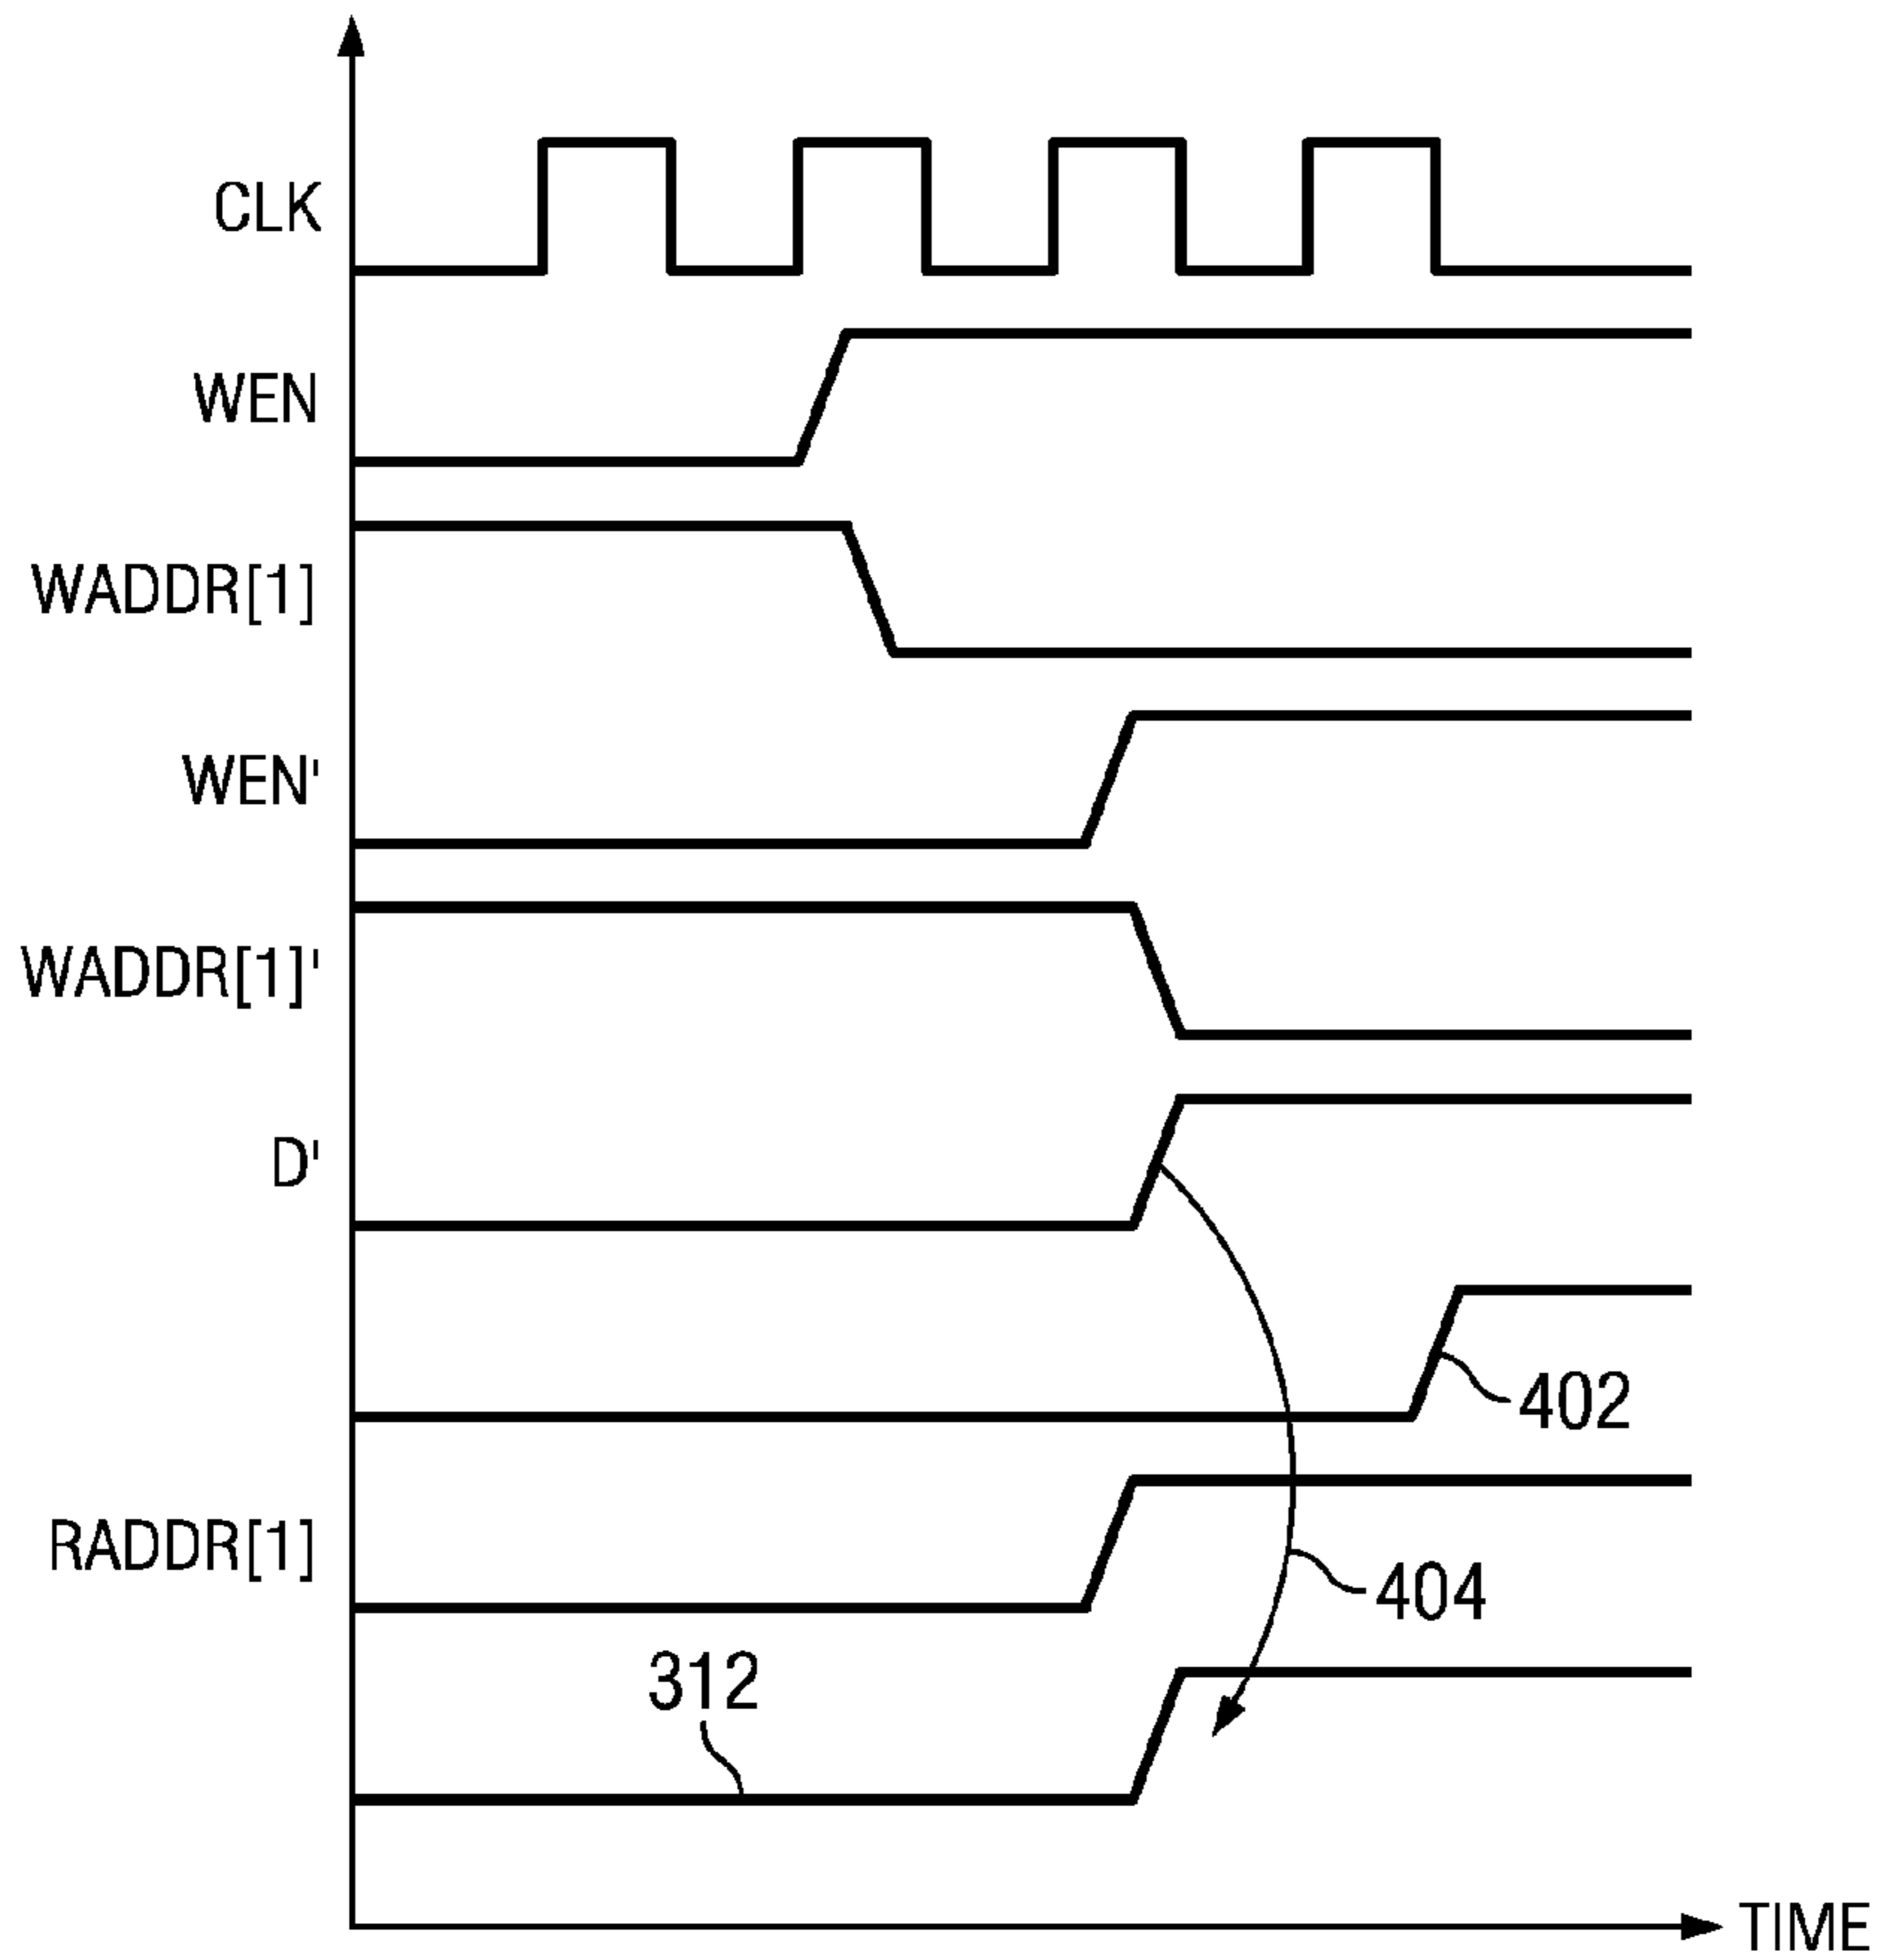 CLK
WEN
WADDR[1]
WEN'
WADDR[1]'
D'
402
RADDR[1]
404
312
TIME